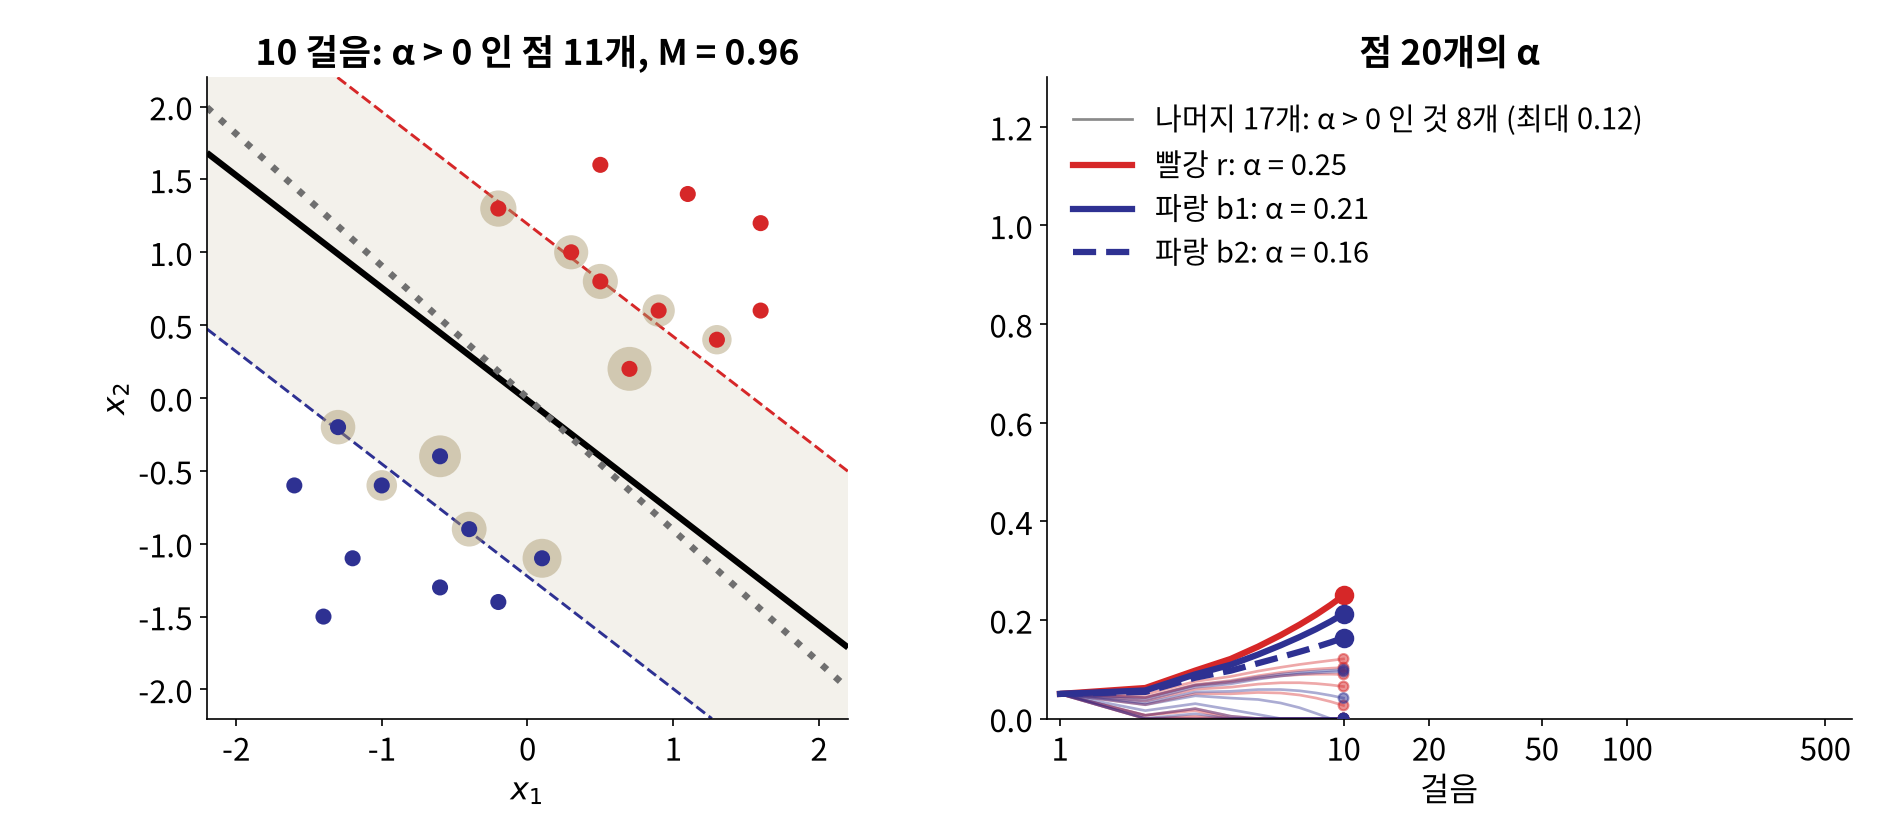 10 걸음: α > 0 인 점 11개, M = 0.96
2.0
1.5
1.0
0.5
0.0
-0.5
-1.0
-1.5
-2.0
x₂
-2 -1 0 1 2
x₁
점 20개의 α
나머지 17개: α > 0 인 것 8개 (최대 0.12)
빨강 r: α = 0.25
파랑 b1: α = 0.21
파랑 b2: α = 0.16
1.2
1.0
0.8
0.6
0.4
0.2
0.0
1 10 20 50 100 500
걸음